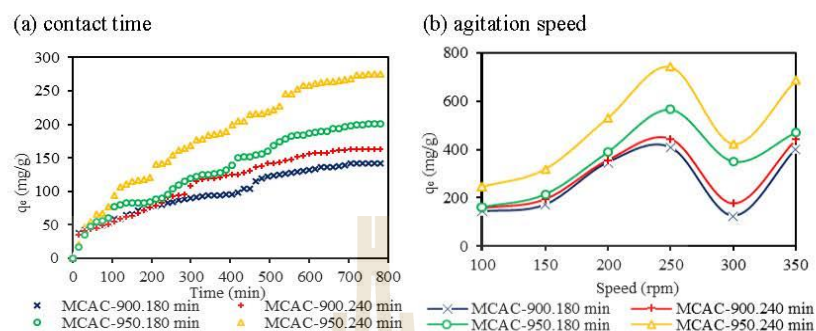 (a) contact time
300
250
200
150
100
50
0
qe (mg/g)
0 100 200 300 400 500 600 700 800
Time (min)
MCAC-900.180 min MCAC-900.240 min
MCAC-950.180 min MCAC-950.240 min
(b) agitation speed
800
600
400
200
0
qe (mg/g)
100 150 200 250 300 350
Speed (rpm)
MCAC-900.180 min MCAC-900.240 min
MCAC-950.180 min MCAC-950.240 min